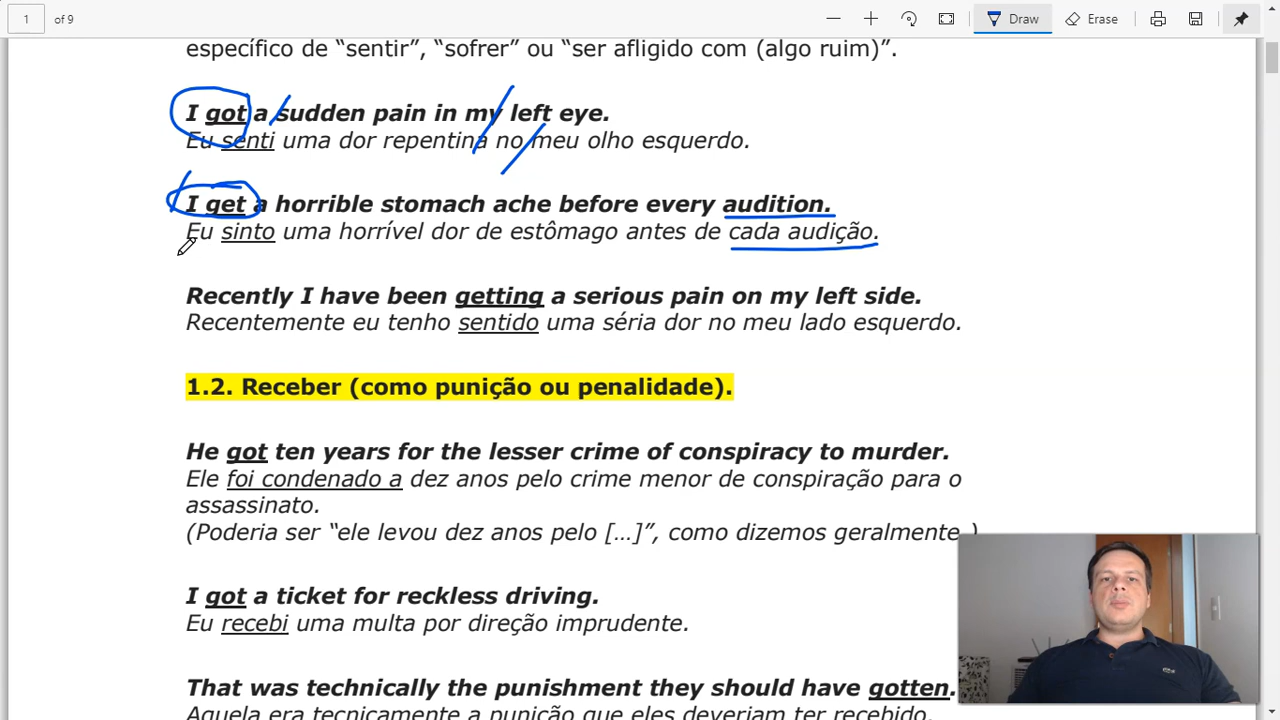 1 of 9 Draw Erase
específico de “sentir”, “sofrer” ou “ser afligido com (algo ruim)”.
I got a sudden pain in my left eye.
Eu senti uma dor repentina no meu olho esquerdo.
I get a horrible stomach ache before every audition.
Eu sinto uma horrível dor de estômago antes de cada audição.
Recently I have been getting a serious pain on my left side.
Recentemente eu tenho sentido uma séria dor no meu lado esquerdo.
1.2. Receber (como punição ou penalidade).
He got ten years for the lesser crime of conspiracy to murder.
Ele foi condenado a dez anos pelo crime menor de conspiração para o
assassinato.
(Poderia ser “ele levou dez anos pelo […]”, como dizemos geralmente.)
I got a ticket for reckless driving.
Eu recebi uma multa por direção imprudente.
That was technically the punishment they should have gotten.
Aquela era tecnicamente a punição que eles deveriam ter recebido.